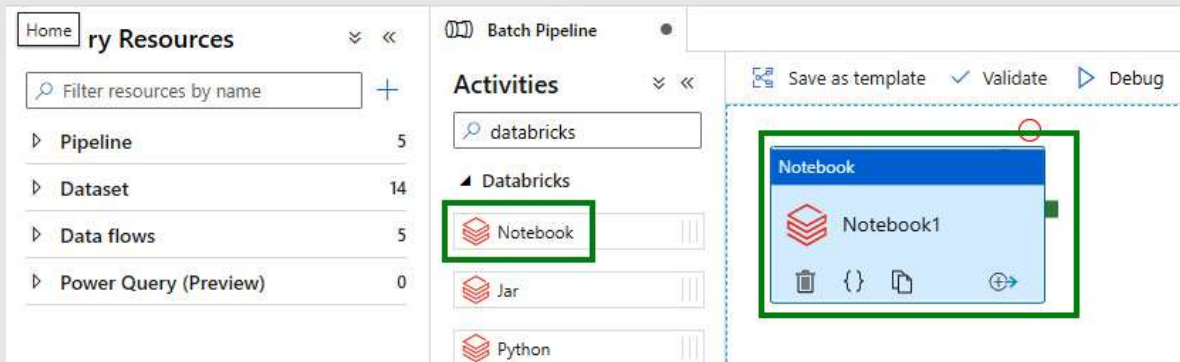 Home
ry Resources
Filter resources by name
Pipeline 5
Dataset 14
Data flows 5
Power Query (Preview) 0
Batch Pipeline
Activities
databricks
Databricks
Notebook
Jar
Python
Save as template Validate Debug
Notebook
Notebook1
{}